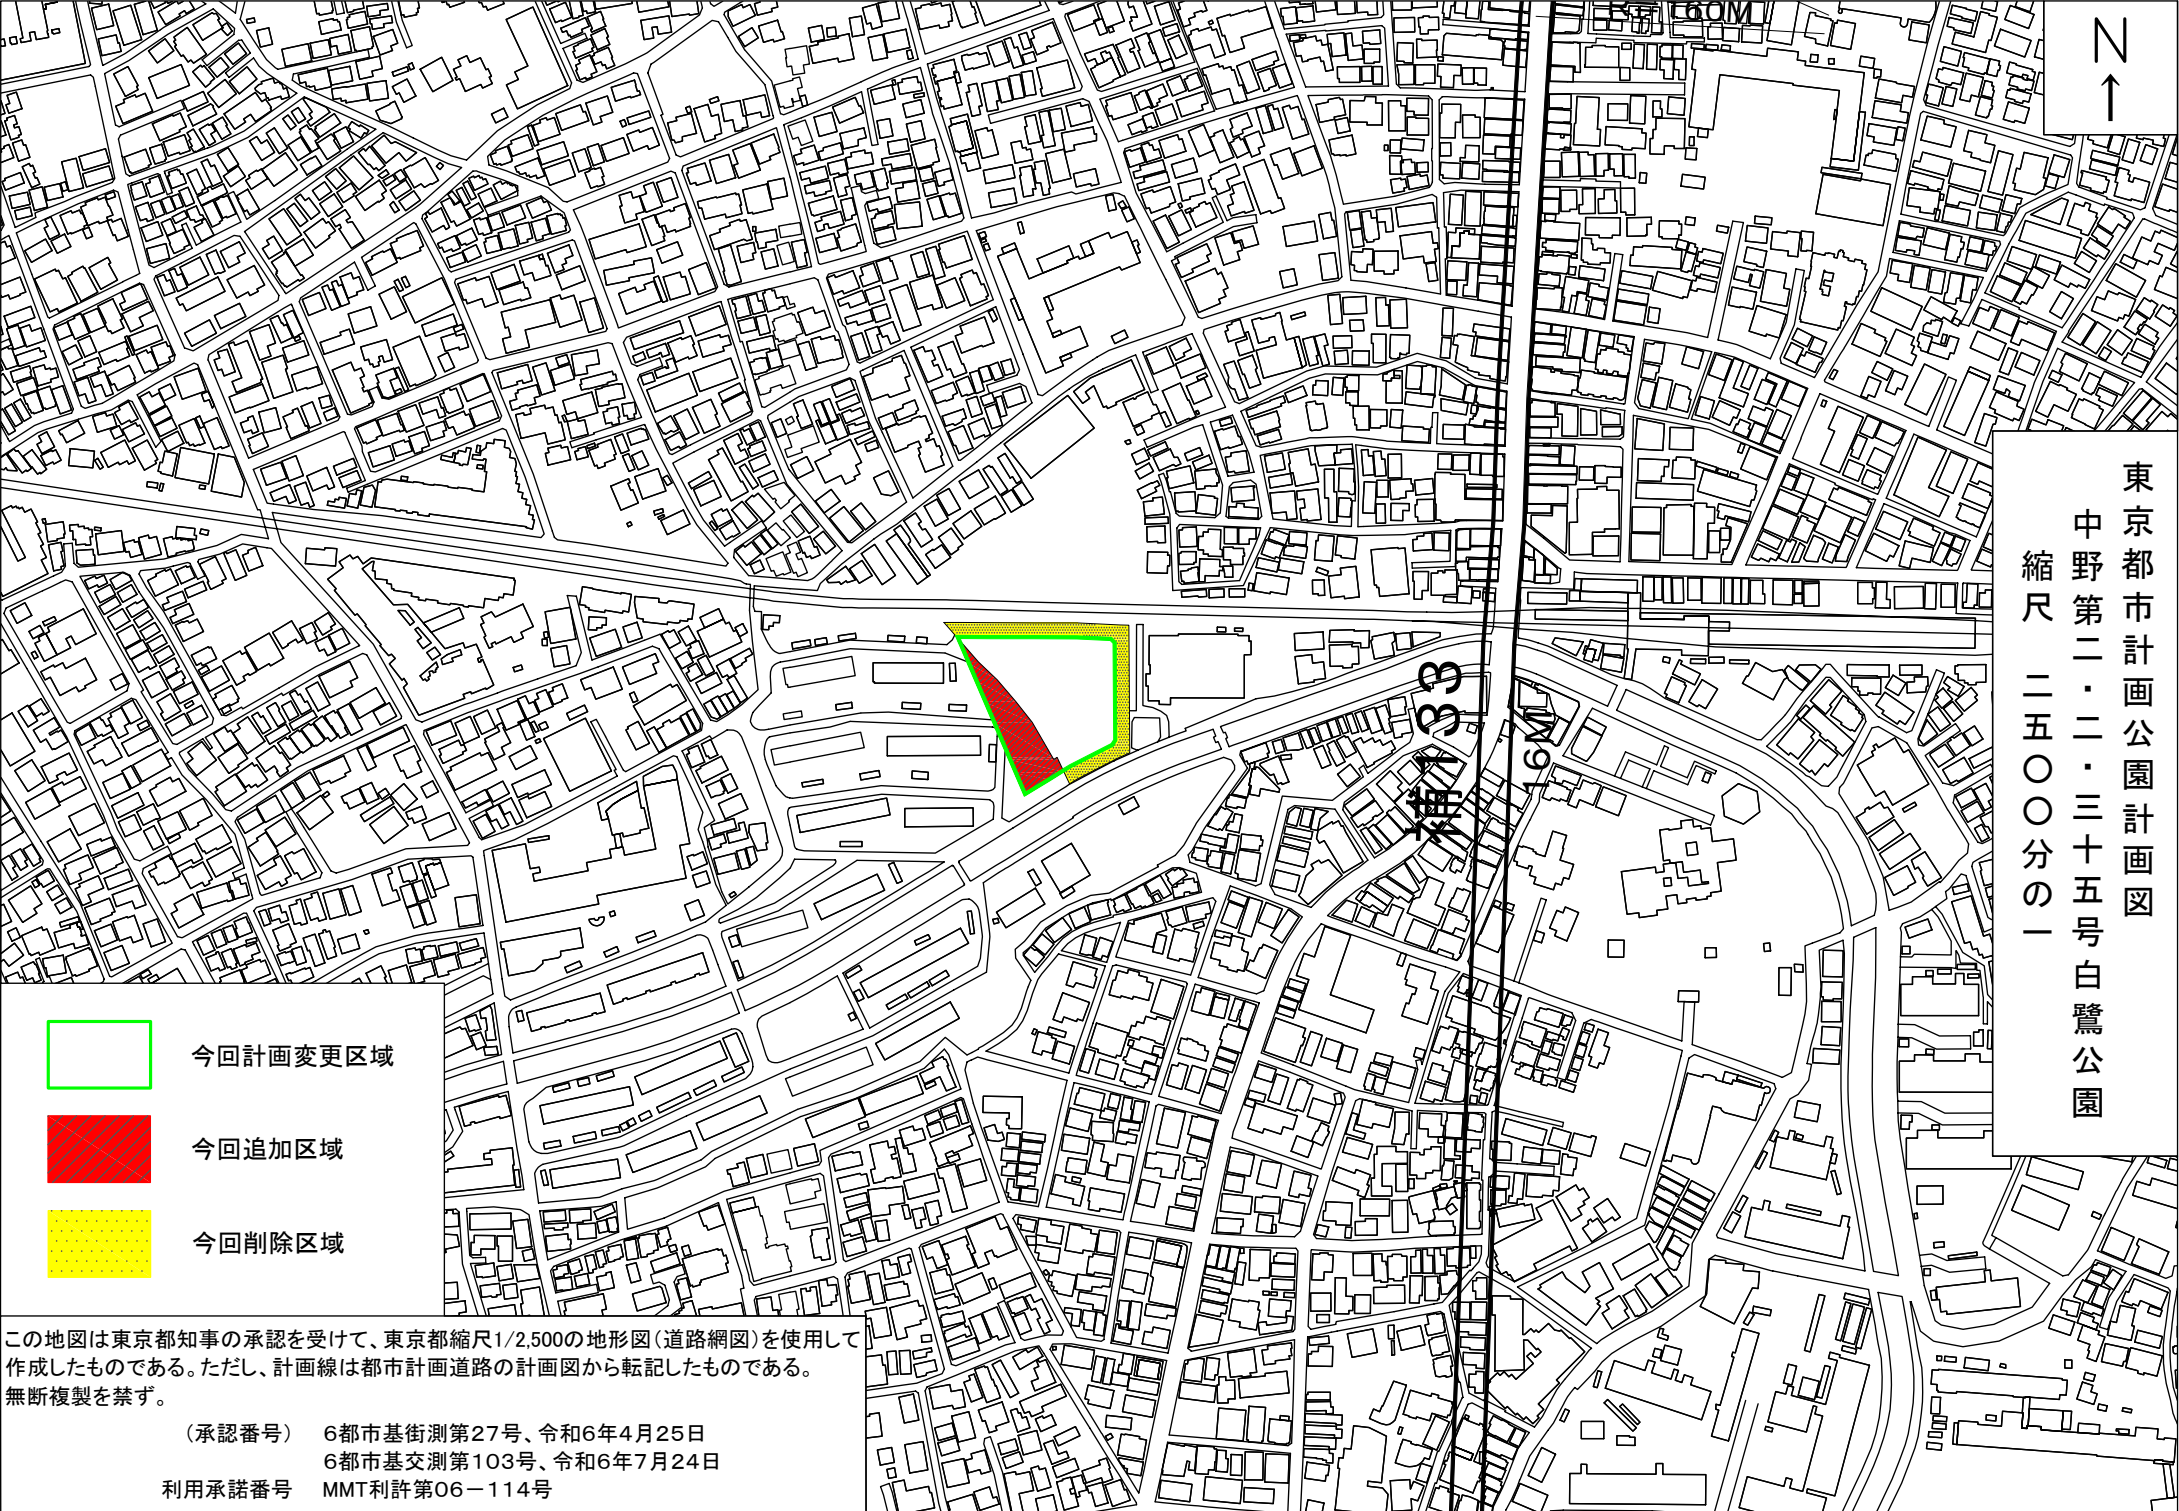 東京都市計画公園計画図
中野第二・二・三十五号白鷺公園
縮尺 二五〇〇分の一
N
↑
R=160M
補133
16M
今回計画変更区域
今回追加区域
今回削除区域
この地図は東京都知事の承認を受けて、東京都縮尺1/2,500の地形図(道路網図)を使用して
作成したものである。ただし、計画線は都市計画道路の計画図から転記したものである。
無断複製を禁ず。
(承認番号) 6都市基街測第27号、令和6年4月25日
6都市基交測第103号、令和6年7月24日
利用承諾番号 MMT利許第06-114号